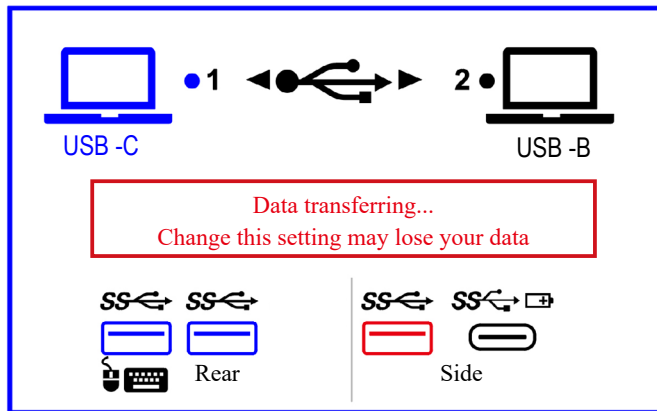 1
2
USB -C
USB -B
Data transferring...
Change this setting may lose your data
SS
SS
SS
SS
Rear
Side